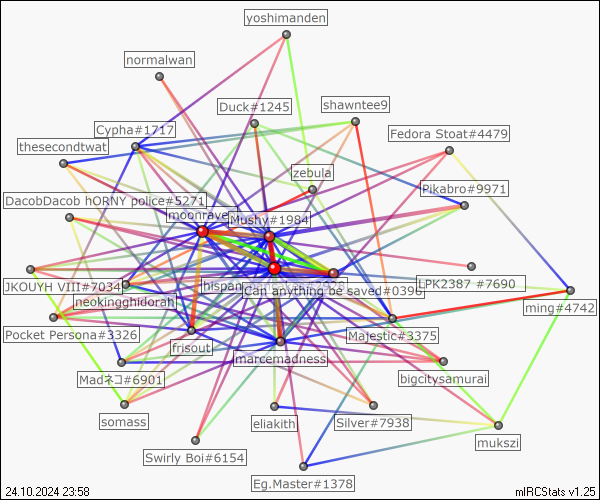 yoshimanden
normalwan
Duck#1245
shawntee9
Cypha#1717
Fedora Stoat#4479
thesecondtwat
zebula
Pikabro#9971
DacobDacob hORNY police#5271
moonrave
Mushy#1984
JKOUYH VIII#7034
hispan
Can anything be saved#0396
LPK2387 #7690
neokingghidorah
ming#4742
Pocket Persona#3326
frisout
Majestic#3375
marcemadness
Madネコ#6901
bigcitysamurai
somass
eliakith
Silver#7938
mukszi
Swirly Boi#6154
Eg.Master#1378
24.10.2024 23:58
mIRCStats v1.25